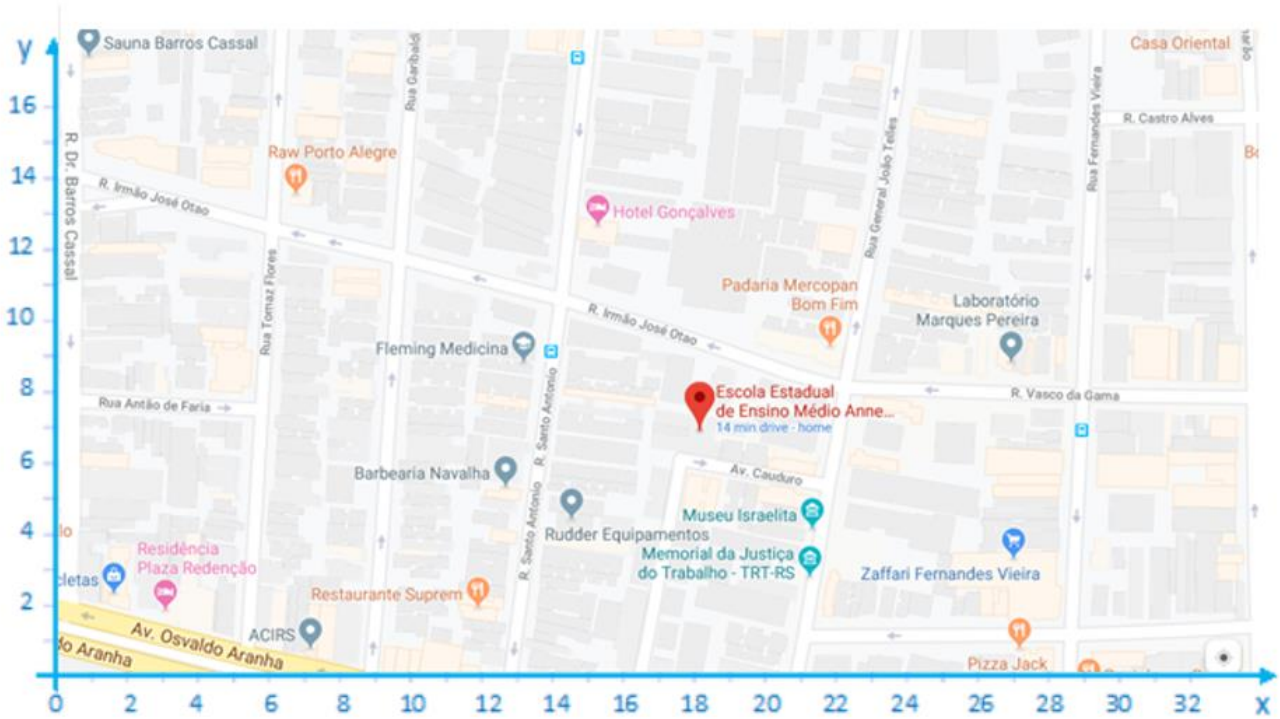 y
Sauna Barros Cassal
Rua Garibaldi
Casa Oriental
16
R. Castro Alves
Rua Fernandes Vieira
R. Dr. Barros Cassal
Raw Porto Alegre
Rua General João Telles
14
R. Irmão José Otao
Hotel Gonçalves
12
Rua Tomaz Flores
Padaria Mercopan
Bom Fim
Laboratório
Marques Pereira
10
R. Irmão José Otao
Fleming Medicina
8
Escola Estadual
de Ensino Médio Anne...
14 min drive - home
R. Vasco da Gama
Rua Antão de Faria
R. Santo Antonio
6
Av. Cauduro
Barbearia Navalha
R. Santo Antonio
Museu Israelita
4
Rudder Equipamentos
lo
Residência
Plaza Redenção
Memorial da Justiça
do Trabalho - TRT-RS
Zaffari Fernandes Vieira
cletas
Restaurante Suprem
2
Av. Osvaldo Aranha
ACIRS
do Aranha
Pizza Jack
0 2 4 6 8 10 12 14 16 18 20 22 24 26 28 30 32 x